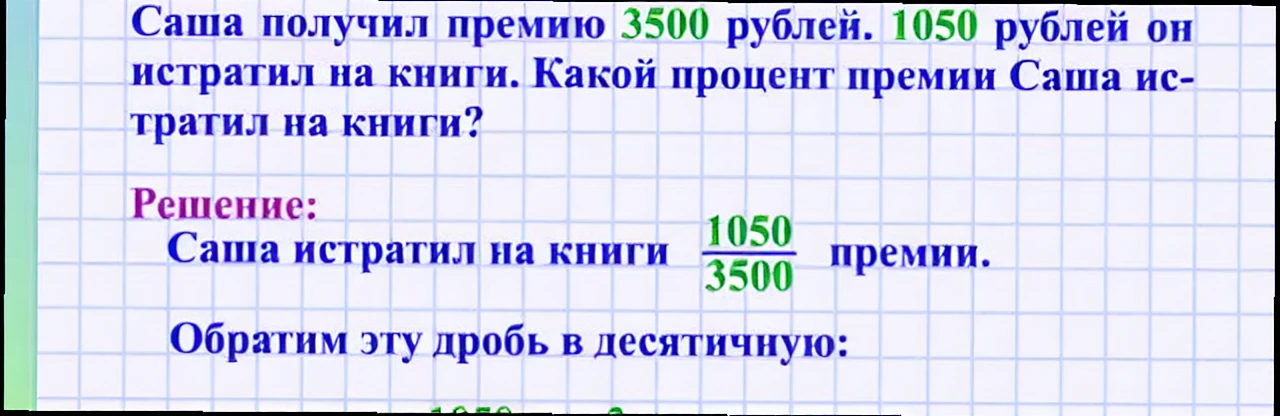 Саша получил премию 3500 рублей. 1050 рублей он
истратил на книги. Какой процент премии Саша ис-
тратил на книги?
Решение:
Саша истратил на книги 1050/3500 премии.
Обратим эту дробь в десятичную: